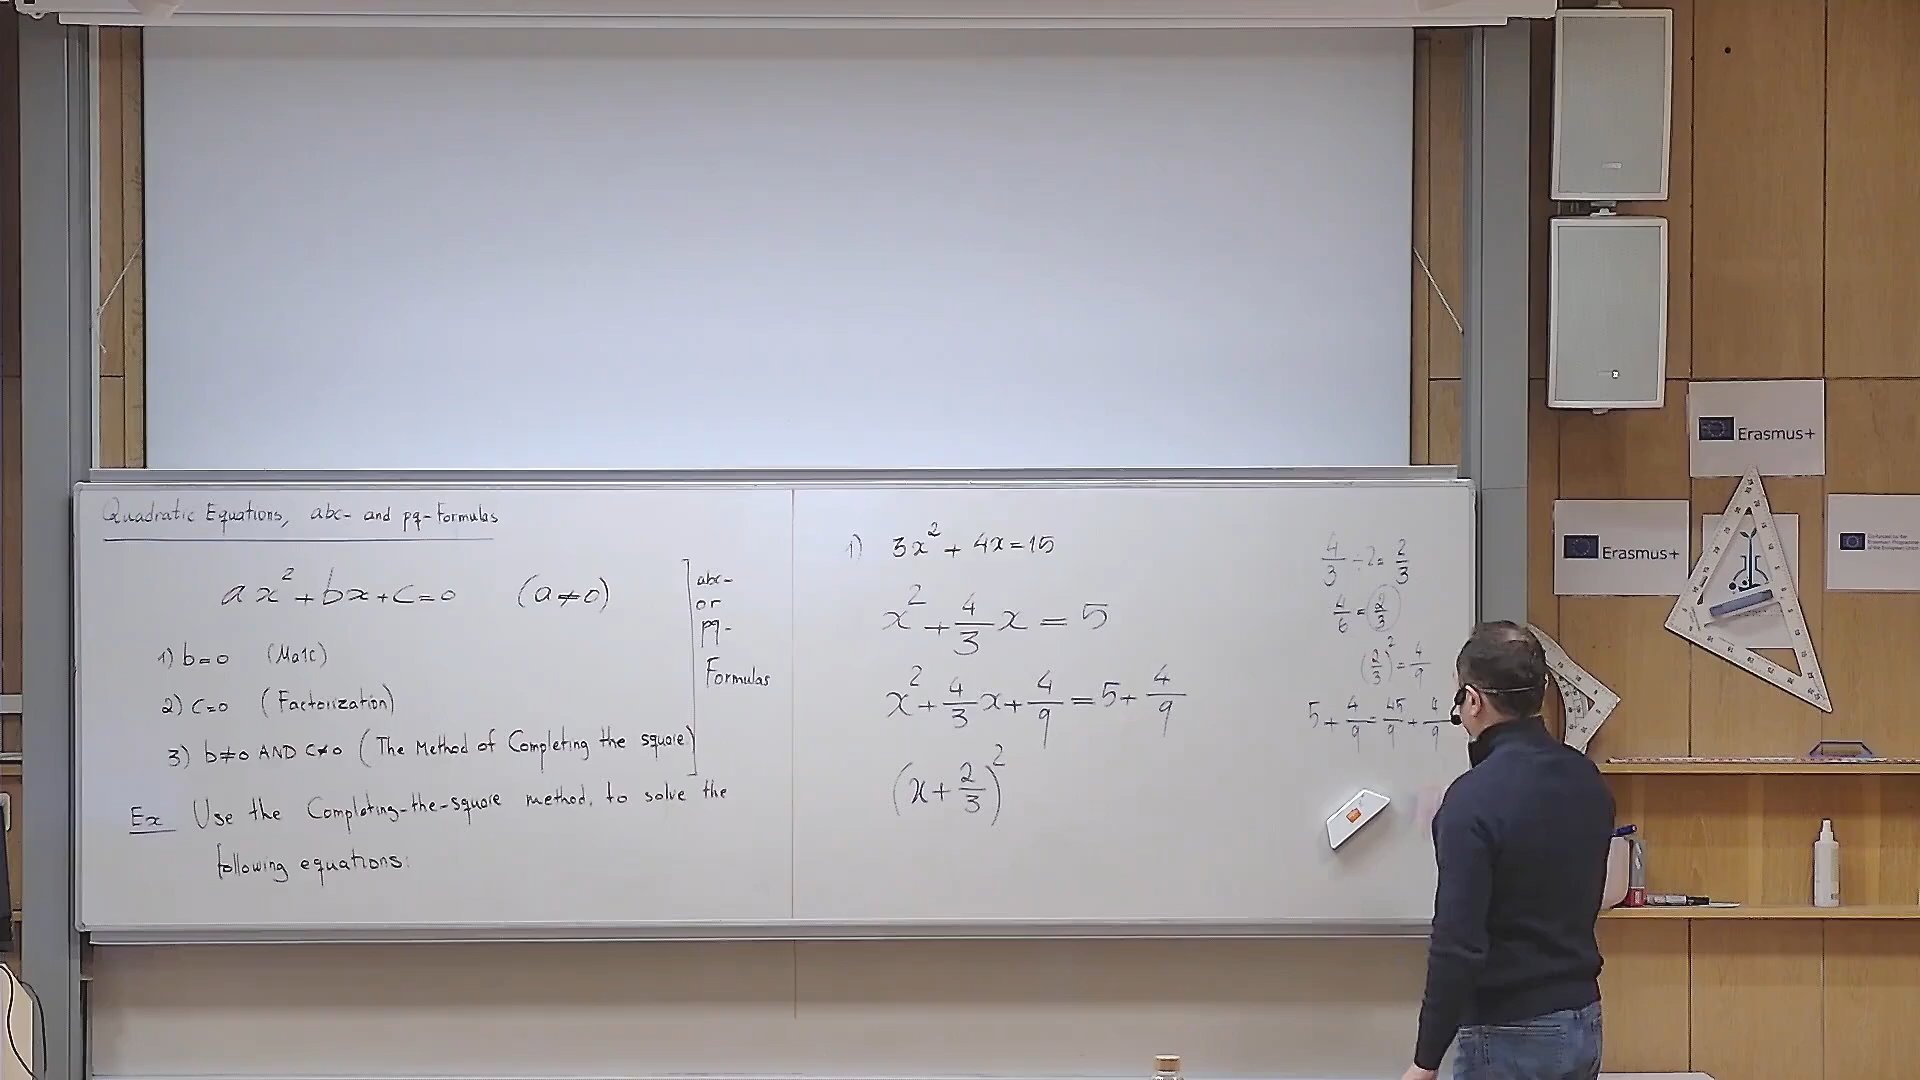 Quadratic Equations, abc- and pq-Formulas
ax²+bx+c=0 (a≠0)
1) b=0 (Ma1c)
2) c=0 (Factorization)
3) b≠0 AND c≠0 (The Method of Completing the square)
abc-
or
pq-
Formulas
Ex Use the Completing-the-square method, to solve the
following equations:
1) 3x²+4x=15
x²+4/3x=5
x²+4/3x+4/9=5+4/9
(x+2/3)²
4/3÷2=2/3
4/6=2/3
(2/3)²=4/9
5+4/9=45/9+4/9
Erasmus+
Erasmus+